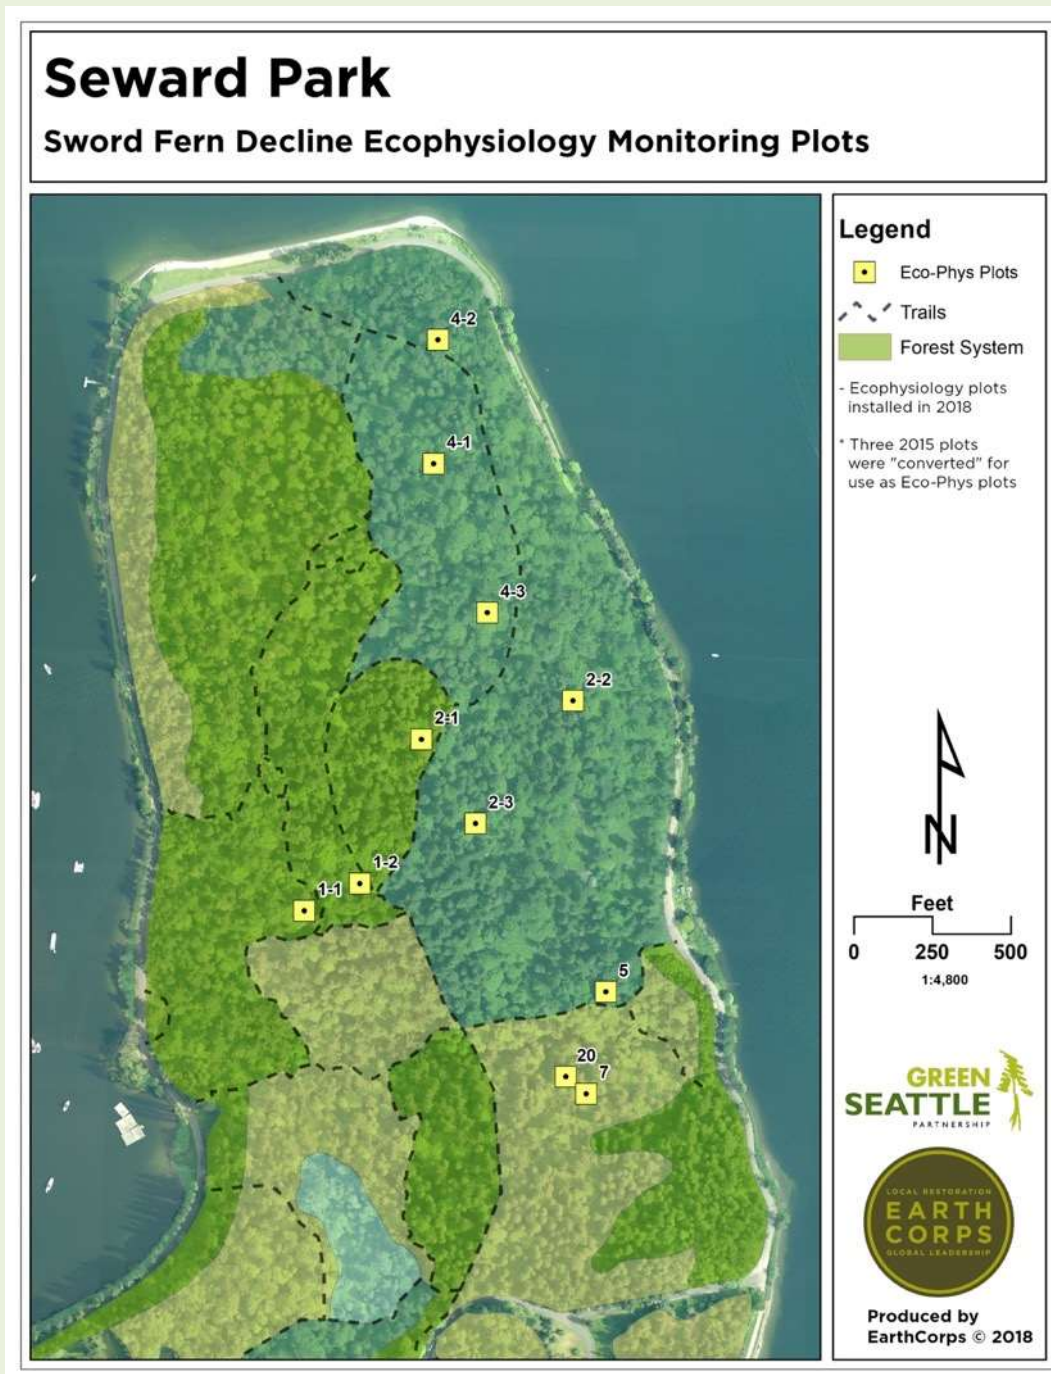 Seward Park
Sword Fern Decline Ecophysiology Monitoring Plots
4-2
4-1
4-3
2-2
2-1
2-3
1-2
1-1
5
20
7
Legend
Eco-Phys Plots
Trails
Forest System
- Ecophysiology plots
installed in 2018
* Three 2015 plots
were "converted" for
use as Eco-Phys plots
N
Feet
0 250 500
1:4,800
GREEN
SEATTLE
PARTNERSHIP
LOCAL RESTORATION
EARTH
CORPS
GLOBAL LEADERSHIP
Produced by
EarthCorps © 2018